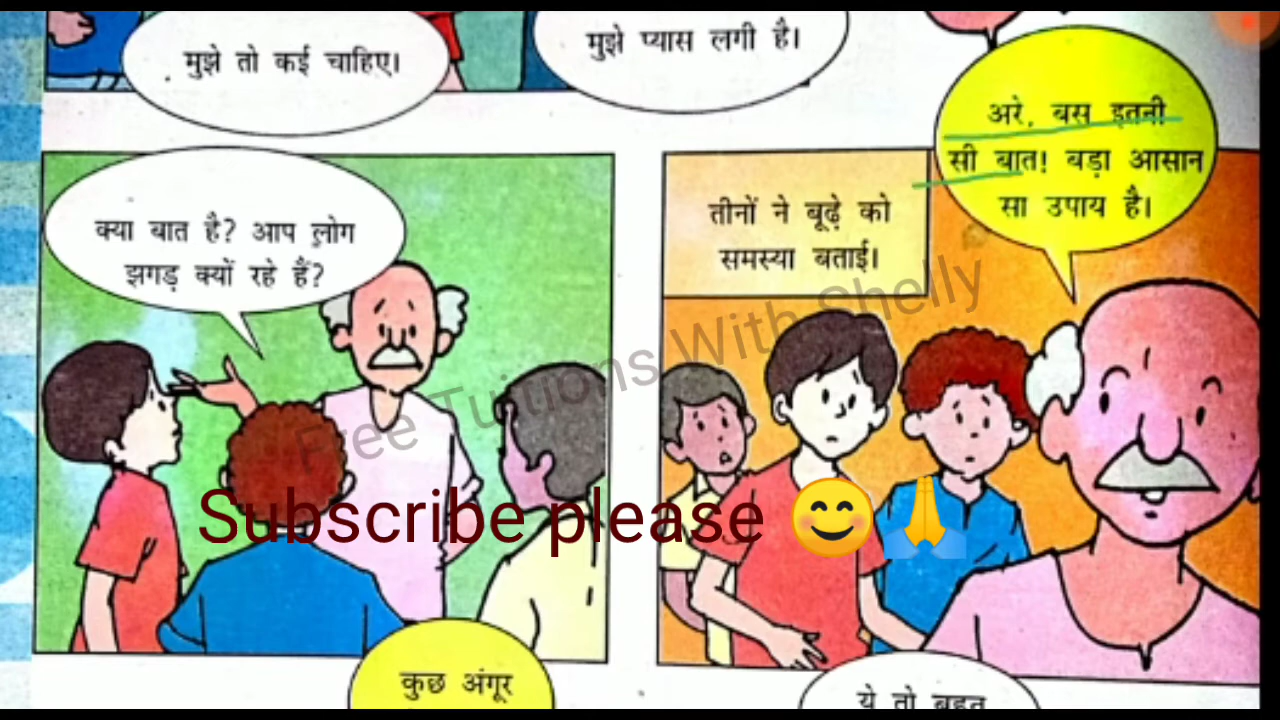 मुझे तो कई चाहिए।
मुझे प्यास लगी है।
अरे, बस इतनी
सी बात! बड़ा आसान
सा उपाय है।
क्या बात है? आप लोग
झगड़ क्यों रहे हैं?
तीनों ने बूढ़े को
समस्या बताई।
Free Tuitions With Shelly
Subscribe please 😊🙏
कुछ अंगूर
ये तो बहुत